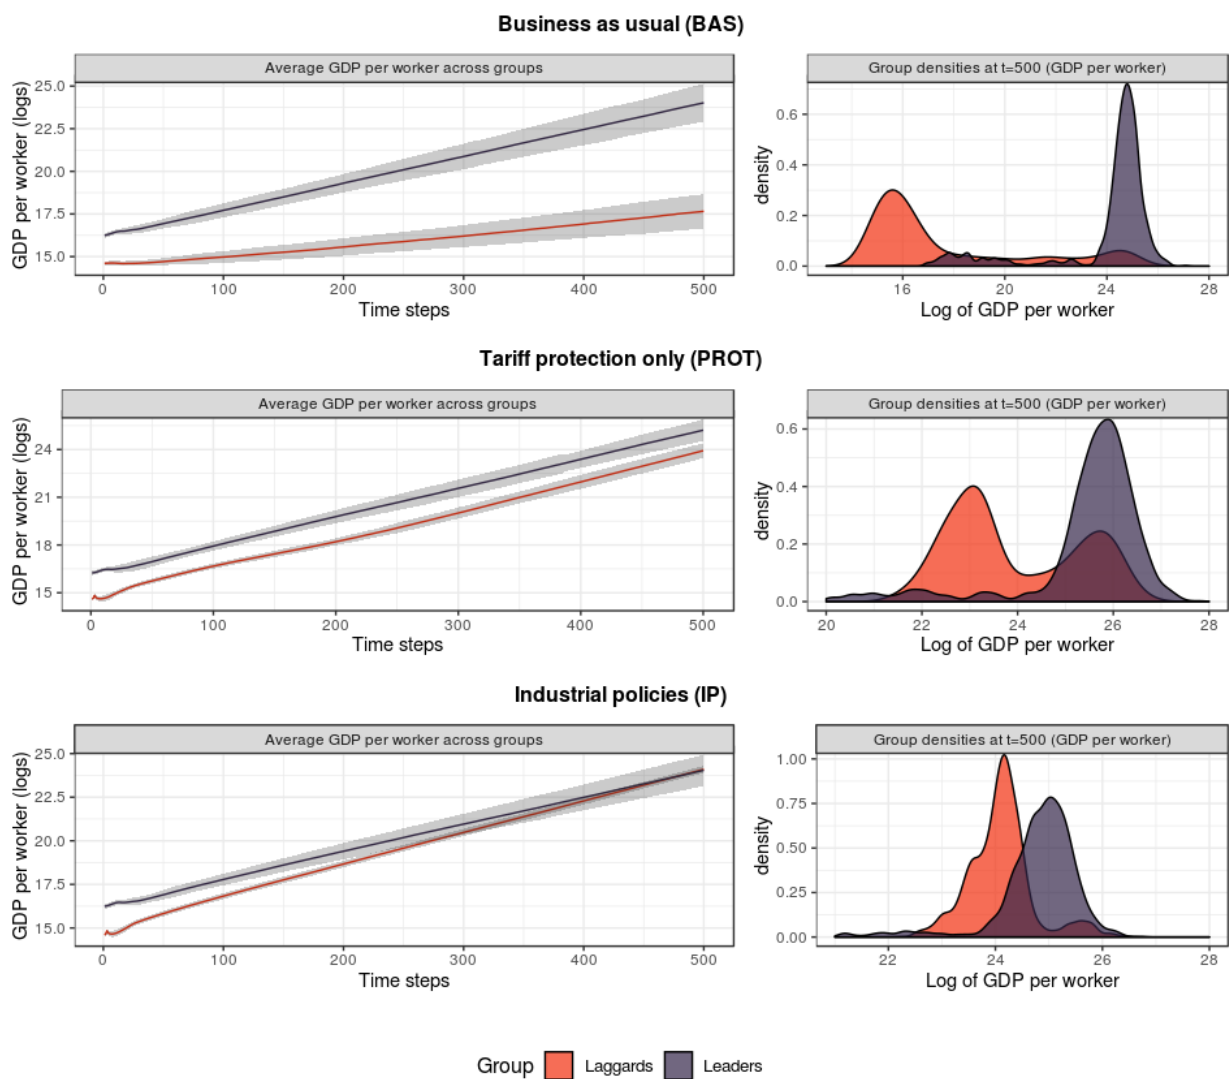 Business as usual (BAS)
Average GDP per worker across groups
GDP per worker (logs)
25.0
22.5
20.0
17.5
15.0
0 100 200 300 400 500
Time steps
Group densities at t=500 (GDP per worker)
density
0.6
0.4
0.2
0.0
16 20 24 28
Log of GDP per worker
Tariff protection only (PROT)
Average GDP per worker across groups
GDP per worker (logs)
24
21
18
15
0 100 200 300 400 500
Time steps
Group densities at t=500 (GDP per worker)
density
0.6
0.4
0.2
0.0
20 22 24 26 28
Log of GDP per worker
Industrial policies (IP)
Average GDP per worker across groups
GDP per worker (logs)
25.0
22.5
20.0
17.5
15.0
0 100 200 300 400 500
Time steps
Group densities at t=500 (GDP per worker)
density
1.00
0.75
0.50
0.25
0.00
22 24 26 28
Log of GDP per worker
Group Laggards Leaders